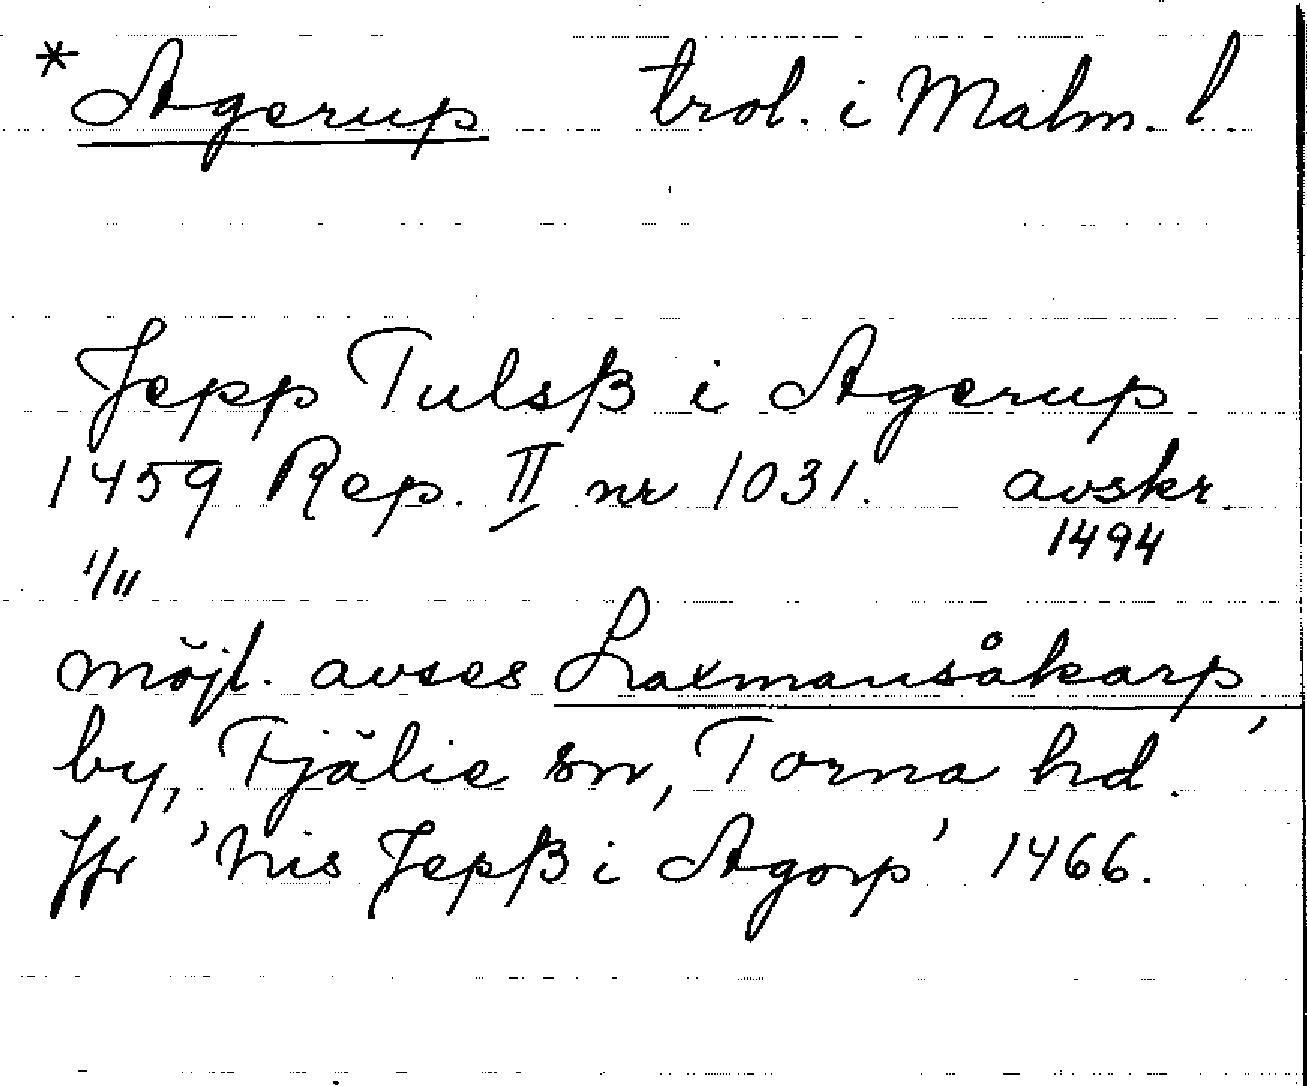 * Agerup trol. i Malm. l.
Jepp Tulsß i Agerup
1459 Rep. II nr 1031. avskr.
1/11 1494
möjl. avses Laxmansåkarp,
by, Fjälie sn, Torna hd.
Jfr 'Nis Jepß i Agorp' 1466.